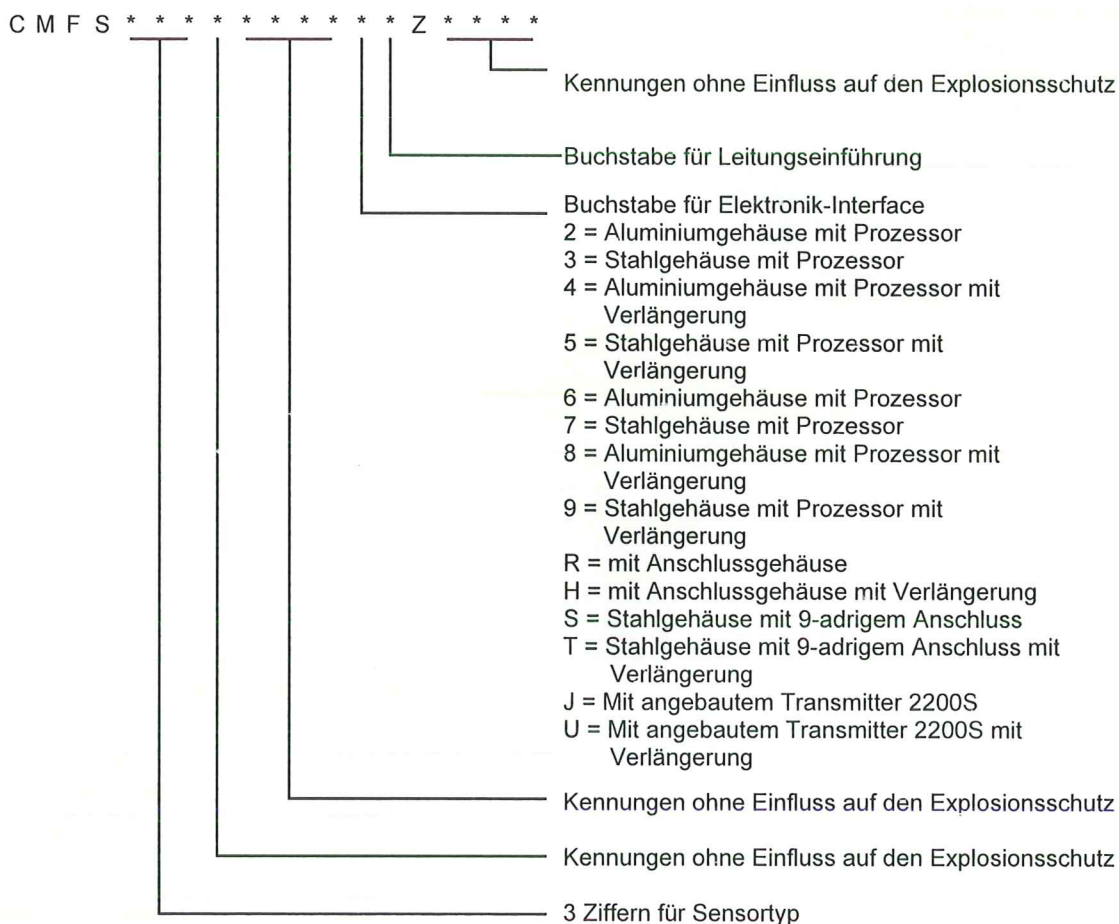 C M F S * * * * * * * * * Z * * * *
Kennungen ohne Einfluss auf den Explosionsschutz
Buchstabe für Leitungseinführung
Buchstabe für Elektronik-Interface
2 = Aluminiumgehäuse mit Prozessor
3 = Stahlgehäuse mit Prozessor
4 = Aluminiumgehäuse mit Prozessor mit
Verlängerung
5 = Stahlgehäuse mit Prozessor mit
Verlängerung
6 = Aluminiumgehäuse mit Prozessor
7 = Stahlgehäuse mit Prozessor
8 = Aluminiumgehäuse mit Prozessor mit
Verlängerung
9 = Stahlgehäuse mit Prozessor mit
Verlängerung
R = mit Anschlussgehäuse
H = mit Anschlussgehäuse mit Verlängerung
S = Stahlgehäuse mit 9-adrigem Anschluss
T = Stahlgehäuse mit 9-adrigem Anschluss mit
Verlängerung
J = Mit angebautem Transmitter 2200S
U = Mit angebautem Transmitter 2200S mit
Verlängerung
Kennungen ohne Einfluss auf den Explosionsschutz
Kennungen ohne Einfluss auf den Explosionsschutz
3 Ziffern für Sensortyp